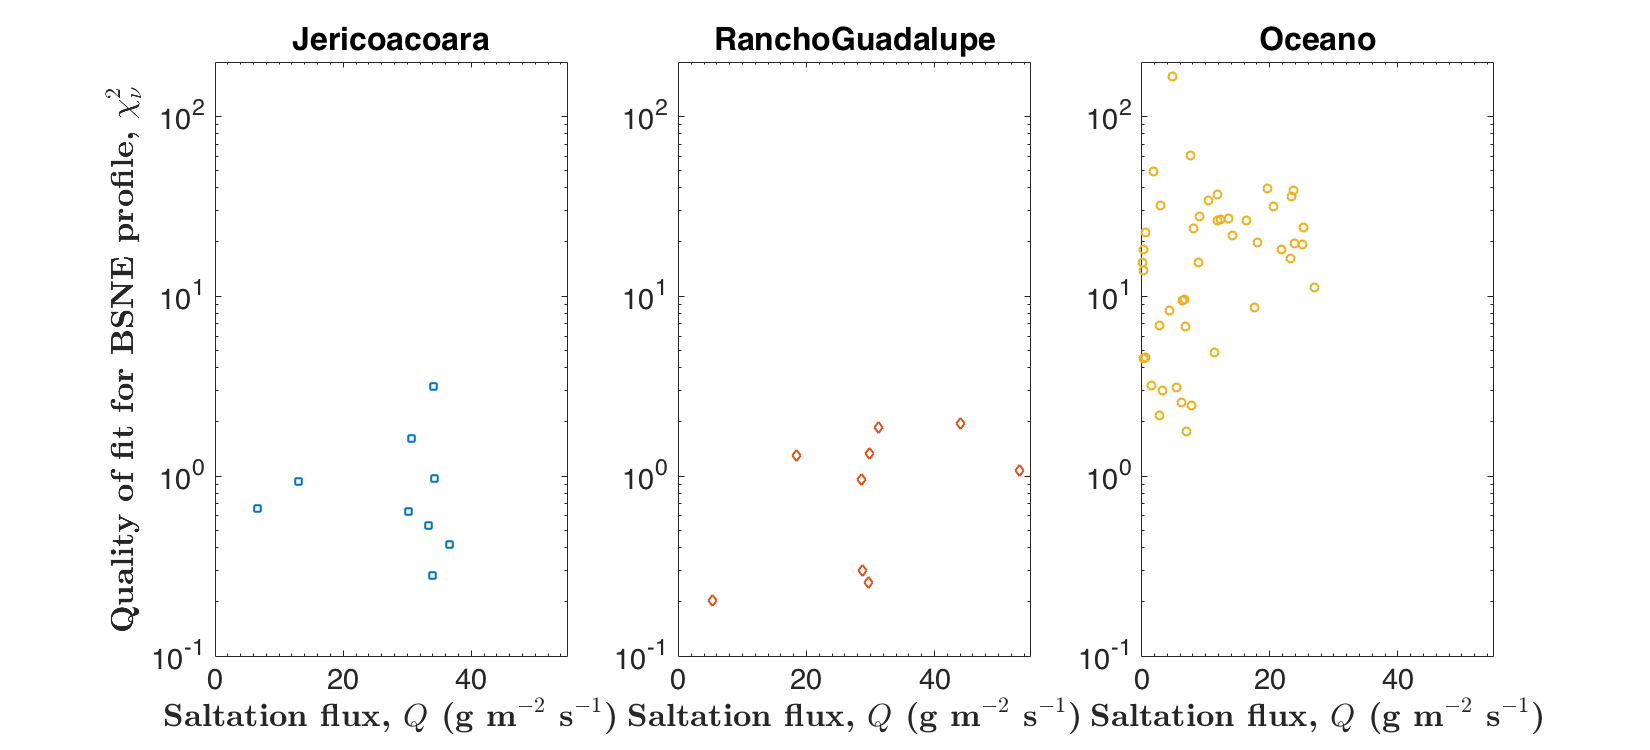 Jericoacoara
RanchoGuadalupe
Oceano
Quality of fit for BSNE profile, χ²ᵥ
10²
10¹
10⁰
10⁻¹
0 20 40
Saltation flux, Q (g m⁻² s⁻¹)
10²
10¹
10⁰
10⁻¹
0 20 40
Saltation flux, Q (g m⁻² s⁻¹)
10²
10¹
10⁰
10⁻¹
0 20 40
Saltation flux, Q (g m⁻² s⁻¹)